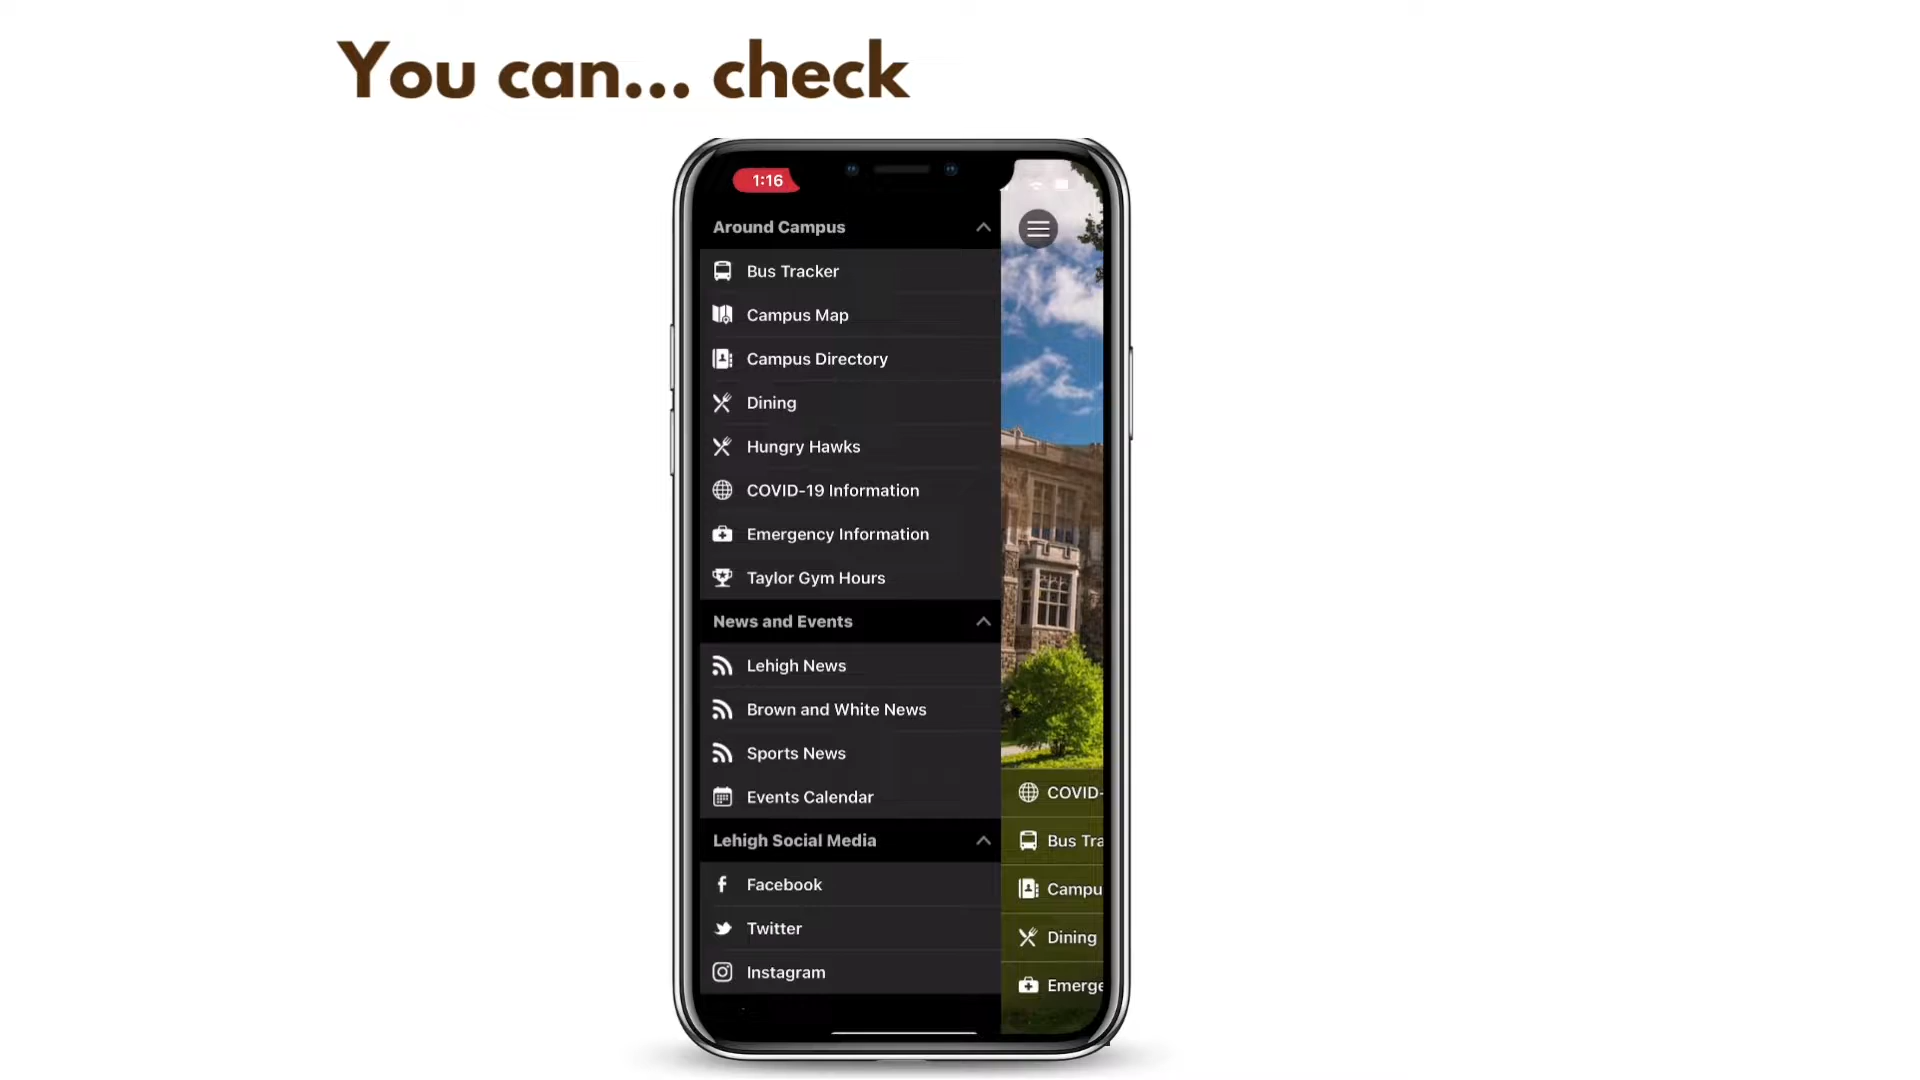 You can... check
1:16
Around Campus
Bus Tracker
Campus Map
Campus Directory
Dining
Hungry Hawks
COVID-19 Information
Emergency Information
Taylor Gym Hours
News and Events
Lehigh News
Brown and White News
Sports News
Events Calendar
Lehigh Social Media
Facebook
Twitter
Instagram
COVID-
Bus Tra
Campu
Dining
Emerge